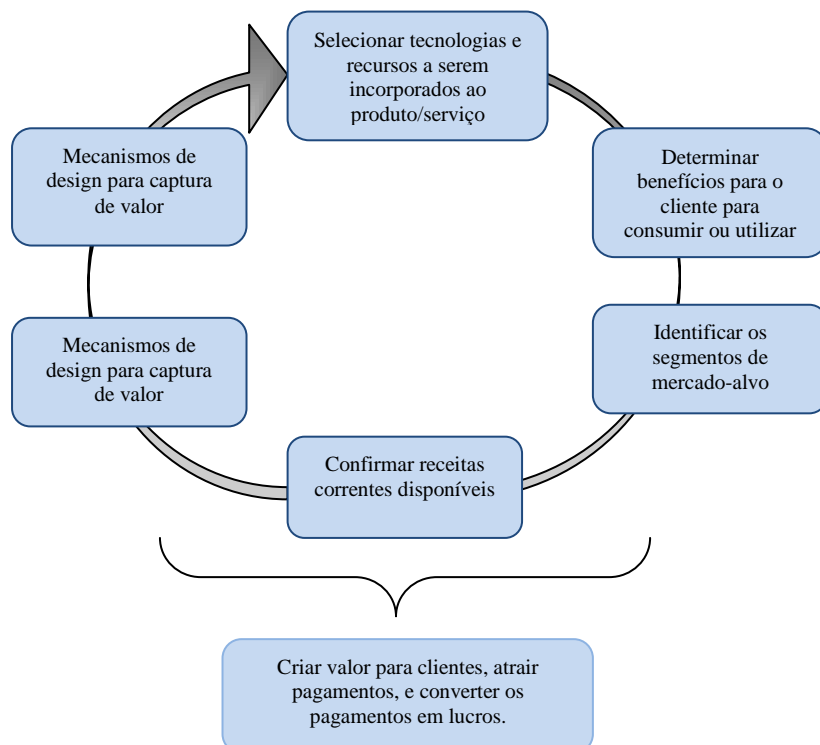 Selecionar tecnologias e
recursos a serem
incorporados ao
produto/serviço
Determinar
benefícios para o
cliente para
consumir ou utilizar
Identificar os
segmentos de
mercado-alvo
Confirmar receitas
correntes disponíveis
Mecanismos de
design para captura
de valor
Mecanismos de
design para captura
de valor
Criar valor para clientes, atrair
pagamentos, e converter os
pagamentos em lucros.